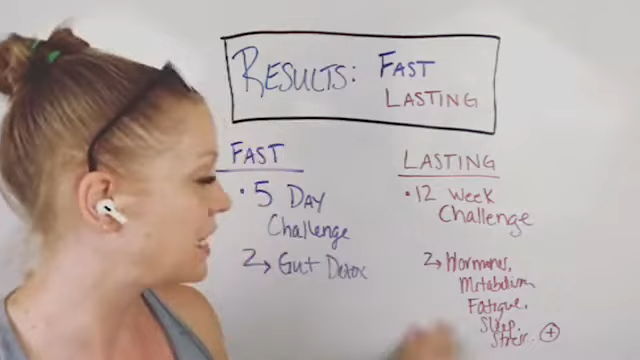 RESULTS: FAST
LASTING
FAST
• 5 DAY
Challenge
2→ Gut Detox
LASTING
• 12 week
Challenge
2→ Hormones,
Metabolism
Fatigue,
Sleep,
Stress
+